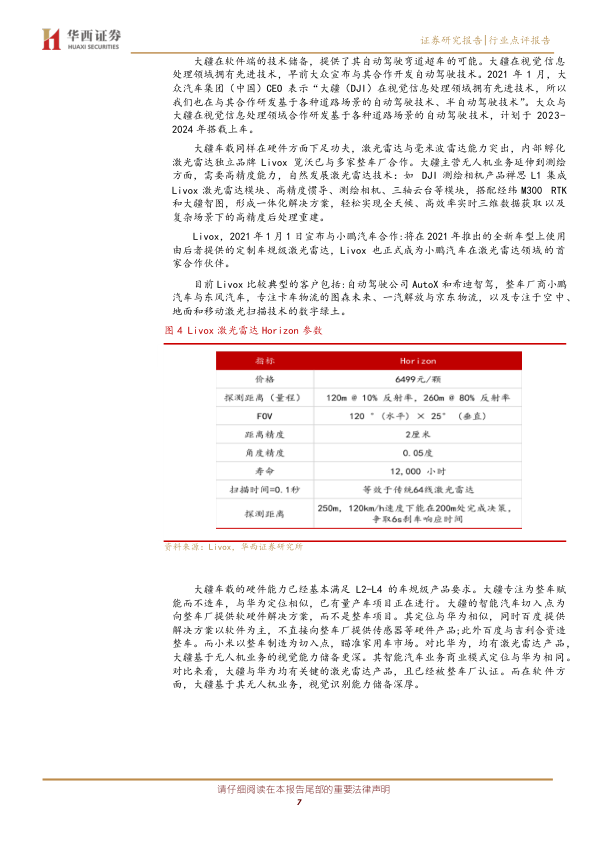 华西证券
HUAXI SECURITIES
证券研究报告|行业点评报告
大疆在软件端的技术储备，提供了其自动驾驶弯道超车的可能。大疆在视觉信息
处理领域拥有先进技术，早前大众宣布与其合作开发自动驾驶技术。2021 年 1 月，大
众汽车集团（中国）CEO 表示“大疆（DJI）在视觉信息处理领域拥有先进技术，所以
我们也在与其合作研发基于各种道路场景的自动驾驶技术、半自动驾驶技术”。大众与
大疆在视觉信息处理领域合作研发基于各种道路场景的自动驾驶技术，计划于 2023-
2024 年搭载上车。
大疆车载同样在硬件方面下足功夫，激光雷达与毫米波雷达能力突出，内部孵化
激光雷达独立品牌 Livox 览沃已与多家整车厂合作。大疆主营无人机业务延伸到测绘
方面，需要高精度能力，自然发展激光雷达技术：如 DJI 测绘相机产品禅思 L1 集成
Livox 激光雷达模块、高精度惯导、测绘相机、三轴云台等模块，搭配经纬 M300 RTK
和大疆智图，形成一体化解决方案，轻松实现全天候、高效率实时三维数据获取以及
复杂场景下的高精度后处理重建。
Livox，2021 年 1 月 1 日宣布与小鹏汽车合作:将在 2021 年推出的全新车型上使用
由后者提供的定制车规级激光雷达，Livox 也正式成为小鹏汽车在激光雷达领域的首
家合作伙伴。
目前 Livox 比较典型的客户包括:自动驾驶公司 AutoX 和希迪智驾，整车厂商小鹏
汽车与东风汽车，专注卡车物流的图森未来、一汽解放与京东物流，以及专注于空中、
地面和移动激光扫描技术的数字绿土。
图 4 Livox 激光雷达 Horizon 参数
指标 Horizon
价格 6499元/颗
探测距离（量程） 120m @ 10% 反射率，260m @ 80% 反射率
FOV 120 °（水平）× 25° （垂直）
距离精度 2厘米
角度精度 0.05度
寿命 12,000 小时
扫描时间=0.1秒 等效于传统64线激光雷达
探测距离 250m，120km/h速度下能在200m处完成决策，
争取6s刹车响应时间
资料来源：Livox，华西证券研究所
大疆车载的硬件能力已经基本满足 L2-L4 的车规级产品要求。大疆专注为整车赋
能而不造车，与华为定位相似，已有量产车项目正在进行。大疆的智能汽车切入点为
向整车厂提供软硬件解决方案，而不是整车项目。其定位与华为相似，同时百度提供
解决方案以软件为主，不直接向整车厂提供传感器等硬件产品;此外百度与吉利合资造
整车。而小米以整车制造为切入点，瞄准家用车市场。对比华为，均有激光雷达产品，
大疆基于无人机业务的视觉能力储备更深。其智能汽车业务商业模式定位与华为相同。
对比来看，大疆与华为均有关键的激光雷达产品，且已经被整车厂认证。而在软件方
面，大疆基于其无人机业务，视觉识别能力储备深厚。
请仔细阅读在本报告尾部的重要法律声明
7